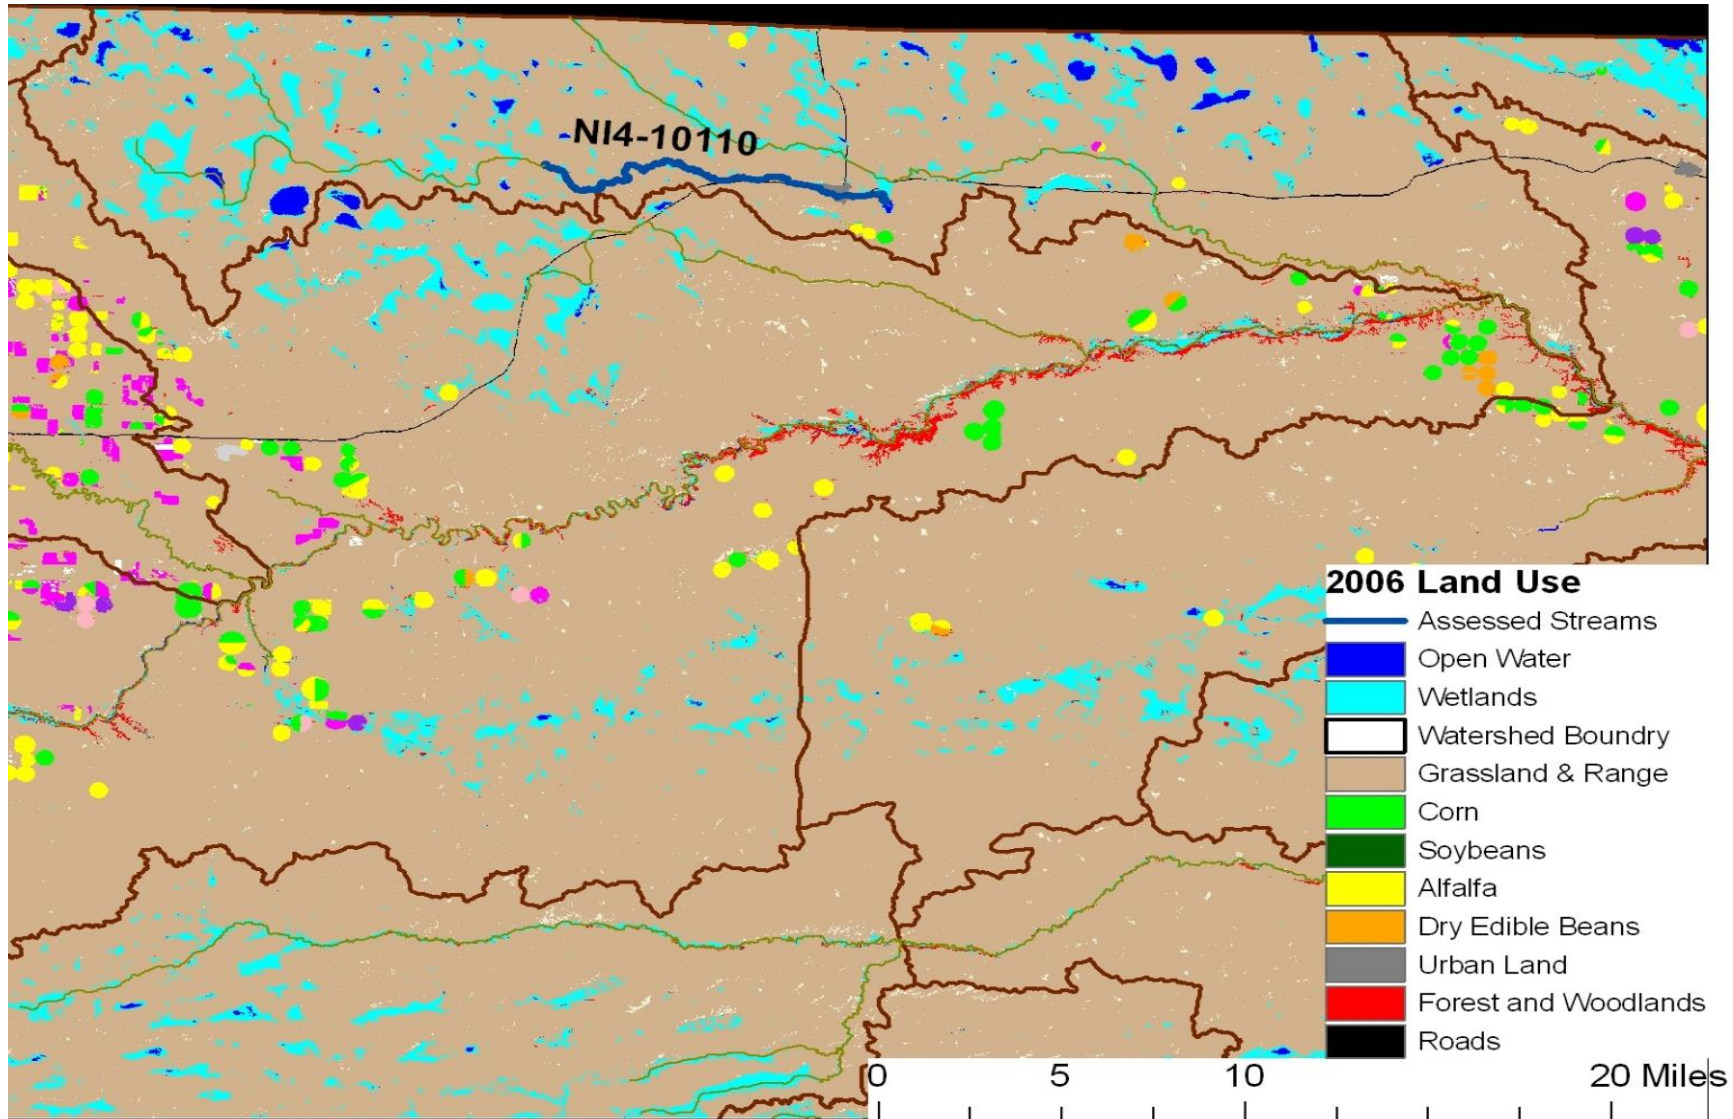 NI4-10110
2006 Land Use
Assessed Streams
Open Water
Wetlands
Watershed Boundry
Grassland & Range
Corn
Soybeans
Alfalfa
Dry Edible Beans
Urban Land
Forest and Woodlands
Roads
0 5 10 20 Miles